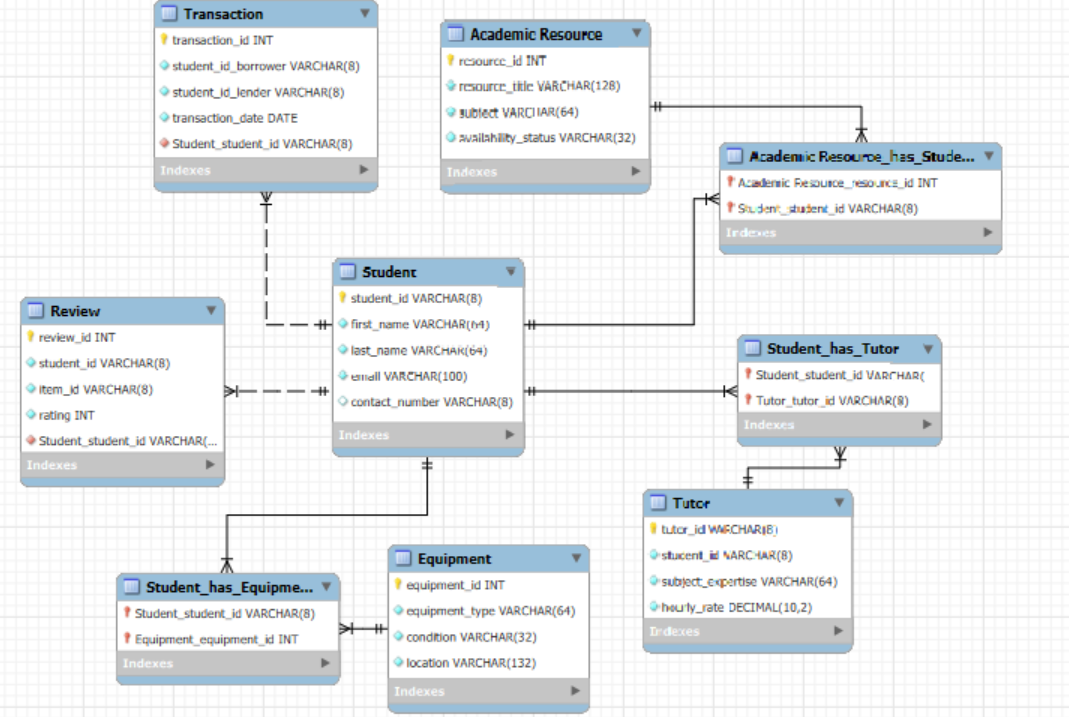 Transaction
transaction_id INT
student_id_borrower VARCHAR(8)
student_id_lender VARCHAR(8)
transaction_date DATE
Student_student_id VARCHAR(8)
Indexes
Academic Resource
resource_id INT
resource_title VARCHAR(128)
subject VARCHAR(64)
availability_status VARCHAR(32)
Indexes
Academic Resource_has_Stude...
Academic Resource_resource_id INT
Student_student_id VARCHAR(8)
Indexes
Student
student_id VARCHAR(8)
first_name VARCHAR(64)
last_name VARCHAR(64)
email VARCHAR(100)
contact_number VARCHAR(8)
Indexes
Review
review_id INT
student_id VARCHAR(8)
item_id VARCHAR(8)
rating INT
Student_student_id VARCHAR(...
Indexes
Student_has_Tutor
Student_student_id VARCHAR(
Tutor_tutor_id VARCHAR(8)
Indexes
Tutor
tutor_id VARCHAR(8)
student_id VARCHAR(8)
subject_expertise VARCHAR(64)
hourly_rate DECIMAL(10,2)
Indexes
Student_has_Equipme...
Student_student_id VARCHAR(8)
Equipment_equipment_id INT
Indexes
Equipment
equipment_id INT
equipment_type VARCHAR(64)
condition VARCHAR(32)
location VARCHAR(132)
Indexes